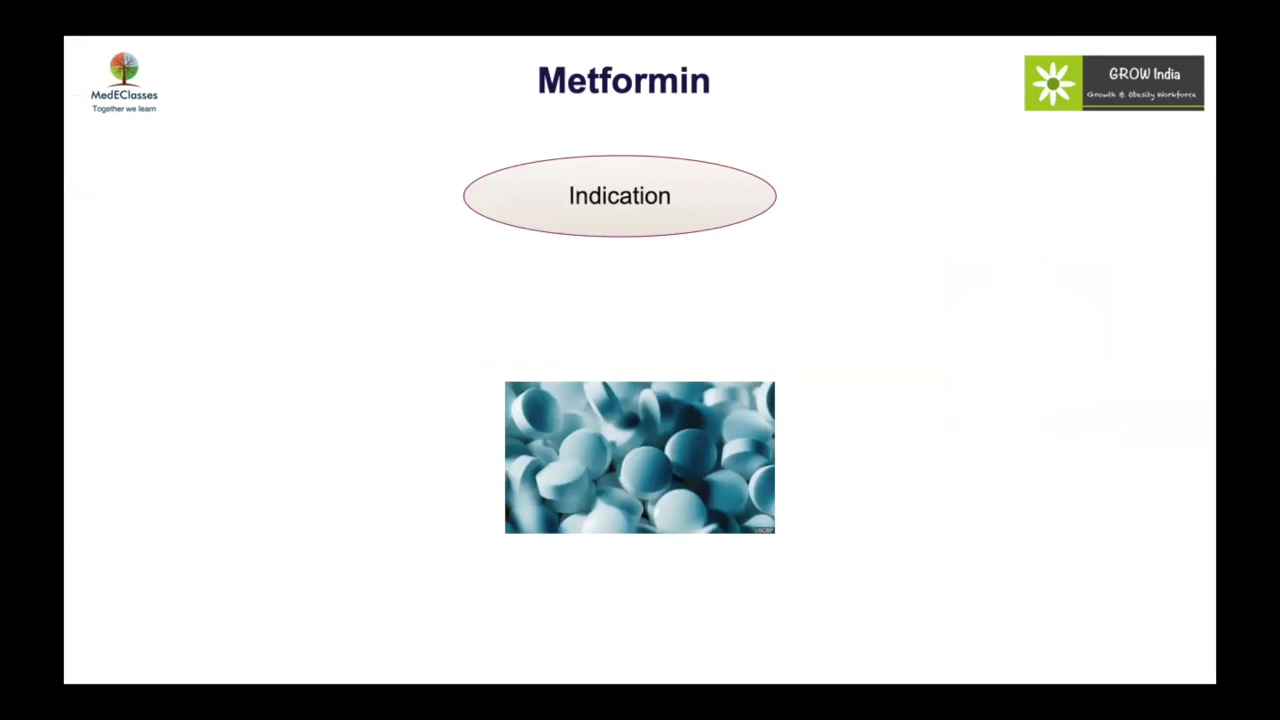 Metformin
MedEClasses
Together we learn
GROW India
Growth & Obesity Workforce
Indication